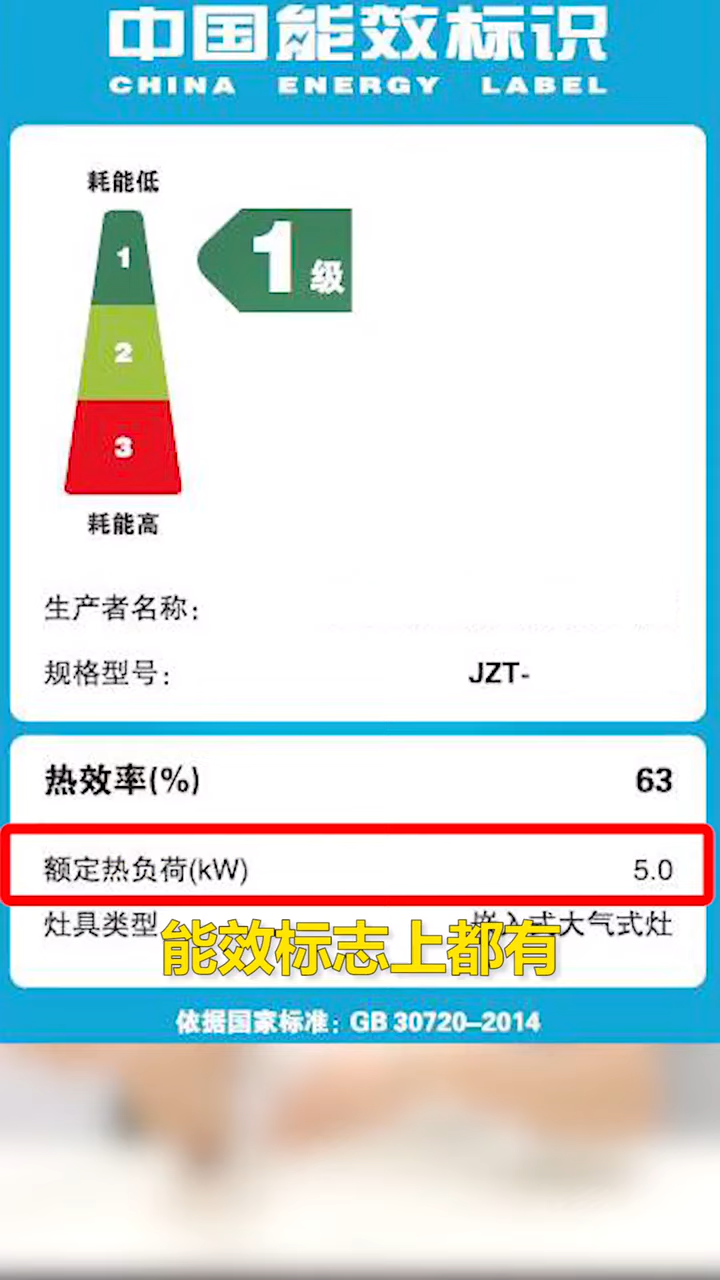 中国能效标识
CHINA ENERGY LABEL
耗能低
1
1级
2
3
耗能高
生产者名称：
规格型号： JZT-
热效率(%) 63
额定热负荷(kW) 5.0
灶具类型 嵌入式大气式灶
能效标志上都有
依据国家标准：GB 30720–2014